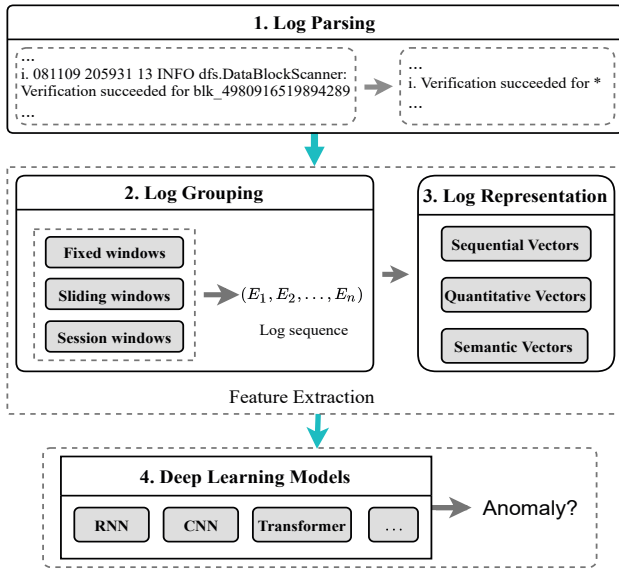 1. Log Parsing
...
i. 081109 205931 13 INFO dfs.DataBlockScanner:
Verification succeeded for blk_4980916519894289
...
...
i. Verification succeeded for *
...
2. Log Grouping
Fixed windows
Sliding windows
Session windows
(E₁, E₂, . . . , Eₙ)
Log sequence
3. Log Representation
Sequential Vectors
Quantitative Vectors
Semantic Vectors
Feature Extraction
4. Deep Learning Models
RNN
CNN
Transformer
...
Anomaly?